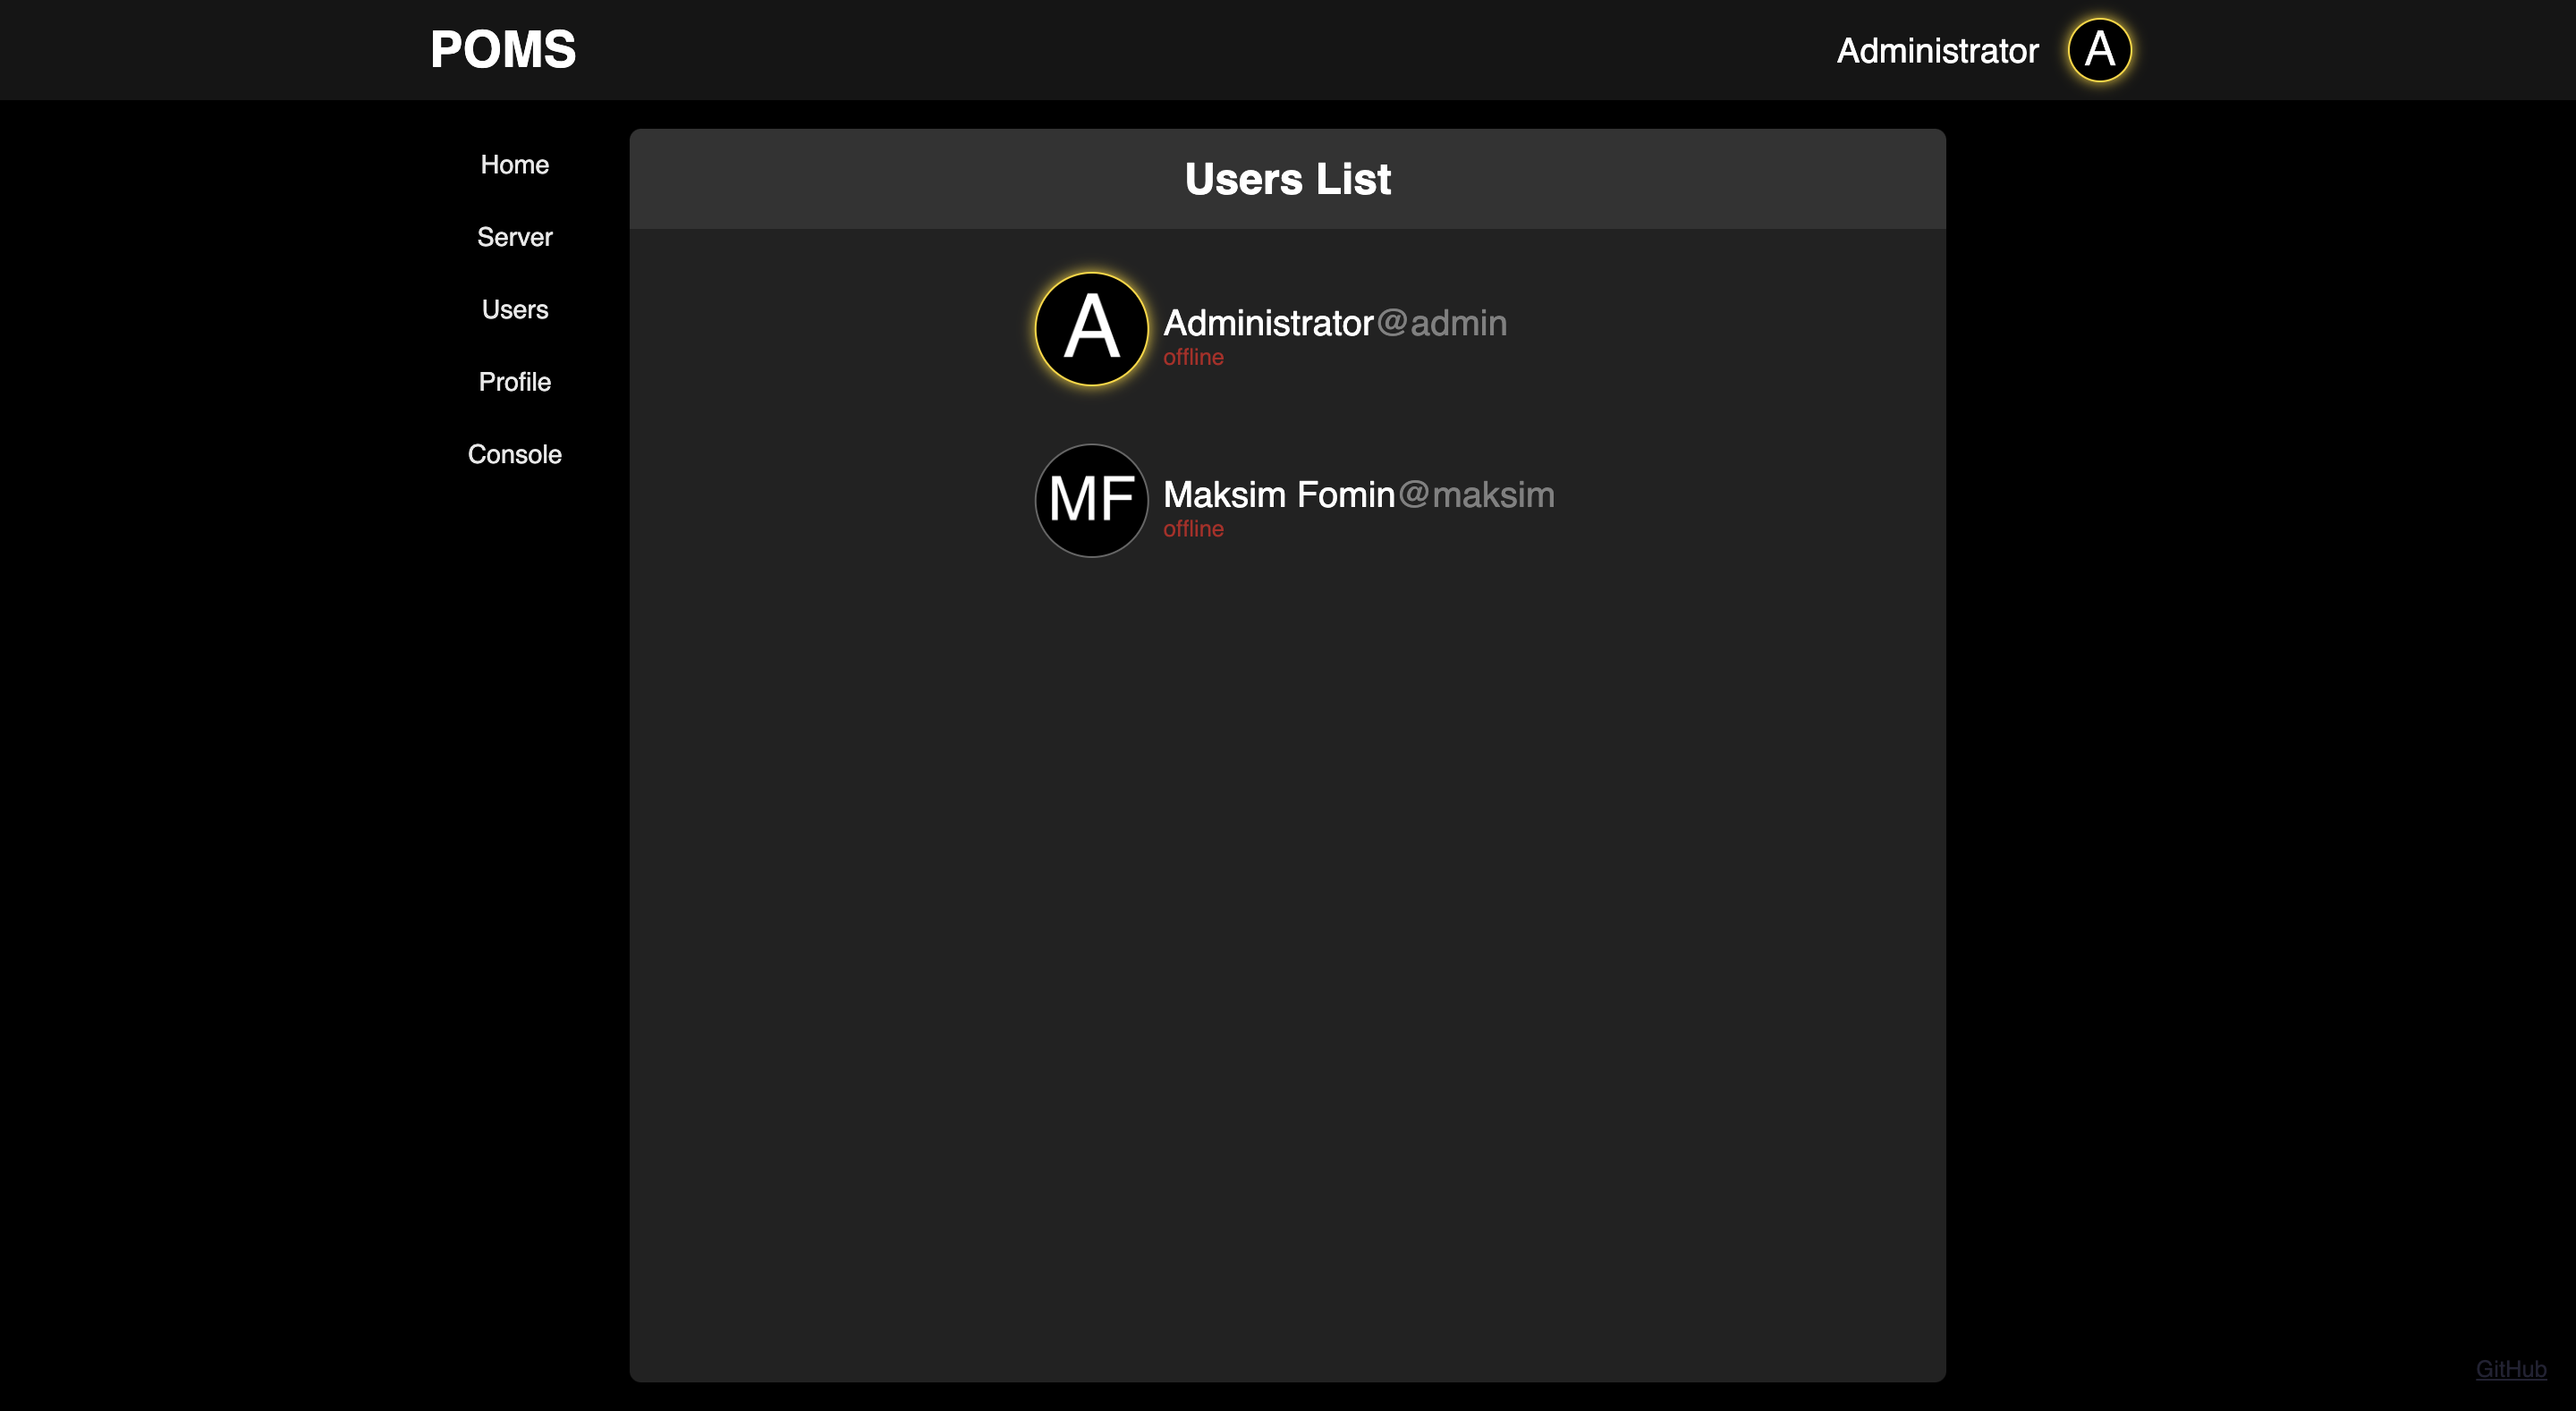 POMS
Administrator A
Home
Server
Users
Profile
Console
Users List
A
Administrator@admin
offline
MF
Maksim Fomin@maksim
offline
GitHub